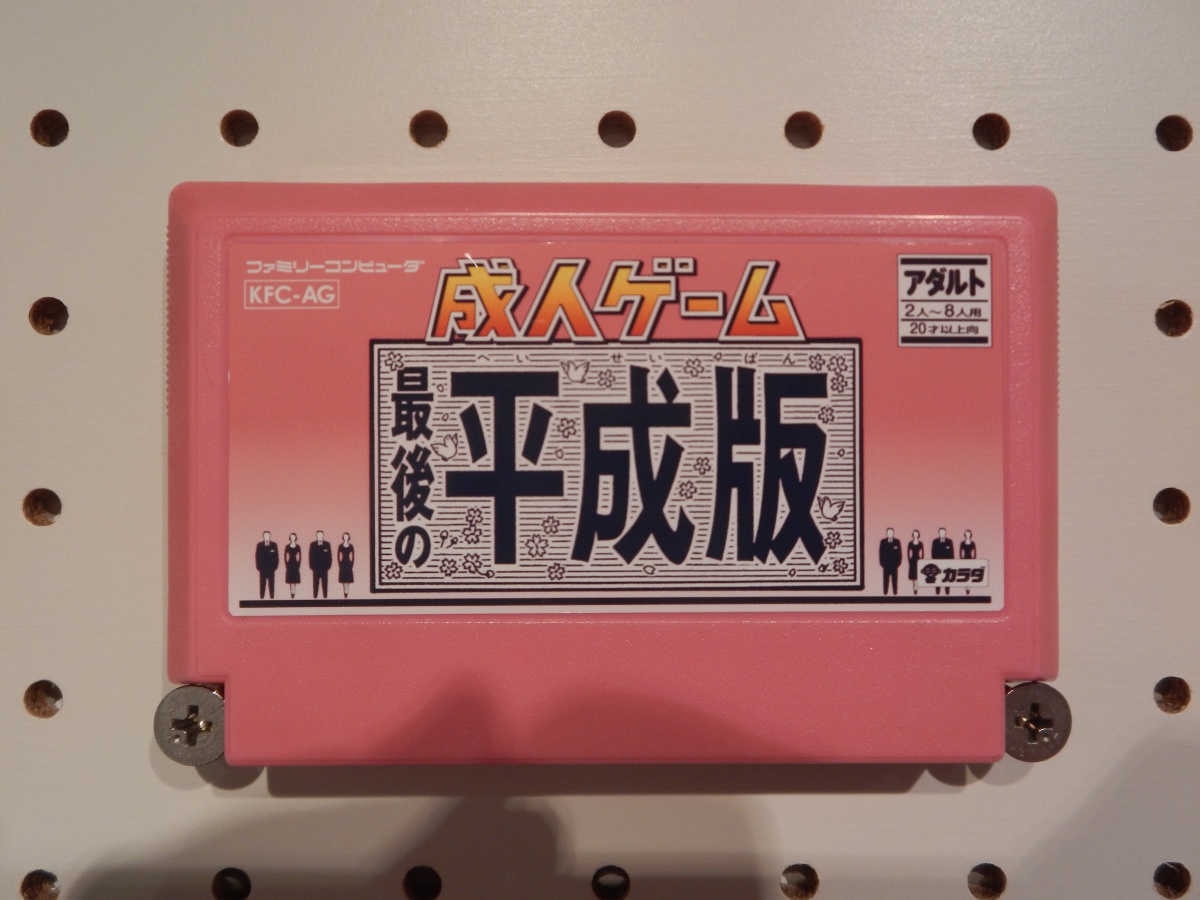 ファミリーコンピュータ
KFC-AG
成人ゲーム
アダルト
2人～8人用
20才以上向
へいせいばん
最後の
平成版
カラダ